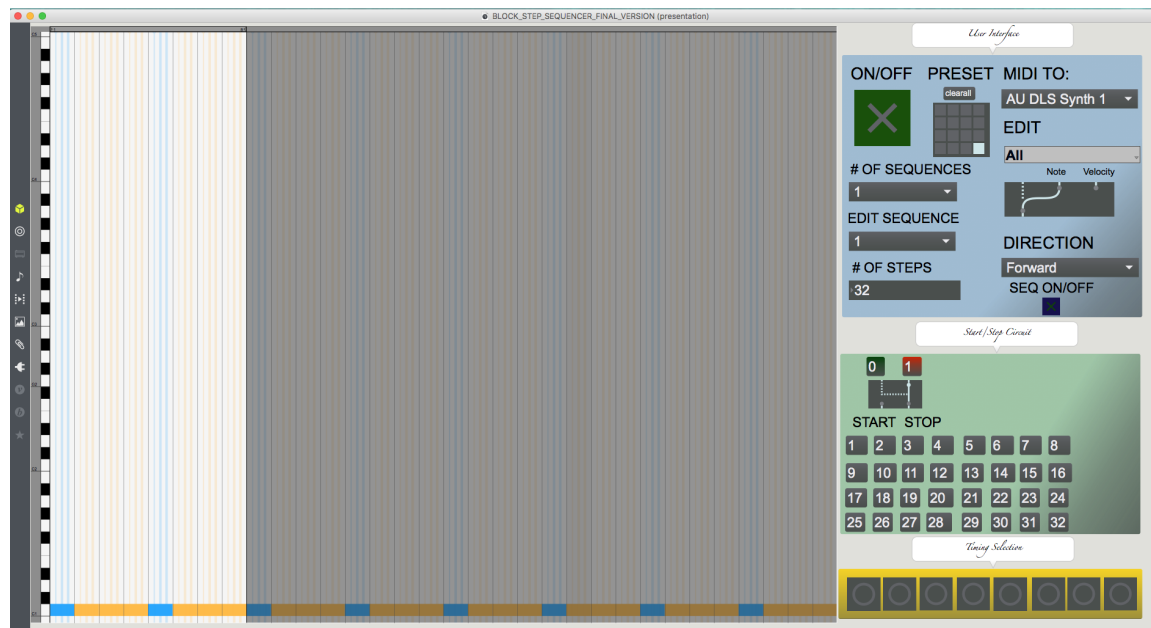 BLOCK_STEP_SEQUENCER_FINAL_VERSION (presentation)
User Interface
ON/OFF PRESET MIDI TO:
clearall
AU DLS Synth 1
EDIT
All
# OF SEQUENCES
Note Velocity
1
EDIT SEQUENCE
1
DIRECTION
# OF STEPS
Forward
32
SEQ ON/OFF
Start/Stop Circuit
0 1
START STOP
1 2 3 4 5 6 7 8
9 10 11 12 13 14 15 16
17 18 19 20 21 22 23 24
25 26 27 28 29 30 31 32
Timing Selection